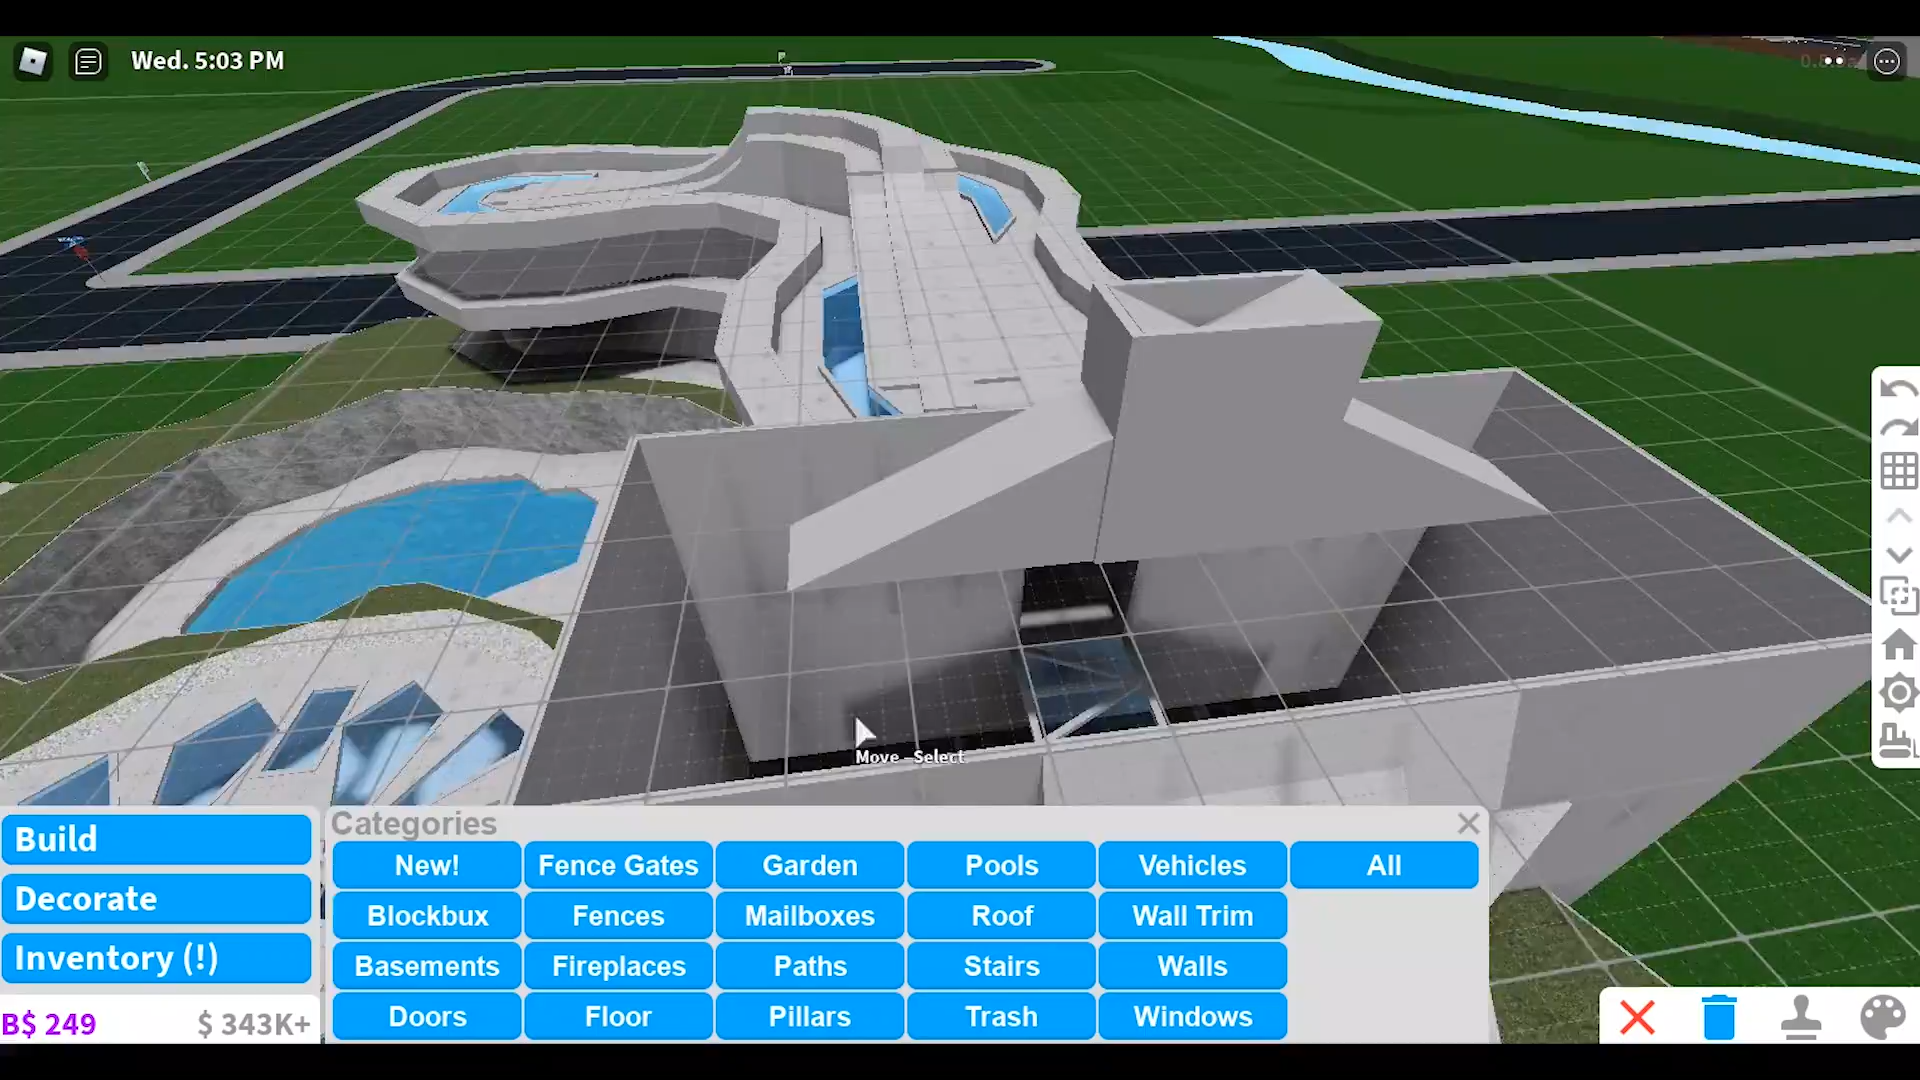 Wed. 5:03 PM
Move - Select
Build
Decorate
Inventory (!)
B$ 249
$ 343K+
Categories
New!
Fence Gates
Garden
Pools
Vehicles
All
Blockbux
Fences
Mailboxes
Roof
Wall Trim
Basements
Fireplaces
Paths
Stairs
Walls
Doors
Floor
Pillars
Trash
Windows